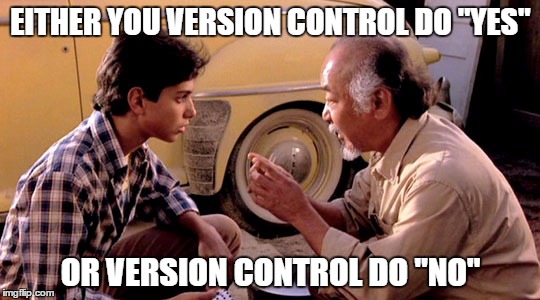 EITHER YOU VERSION CONTROL DO "YES"
OR VERSION CONTROL DO "NO"
imgflip.com